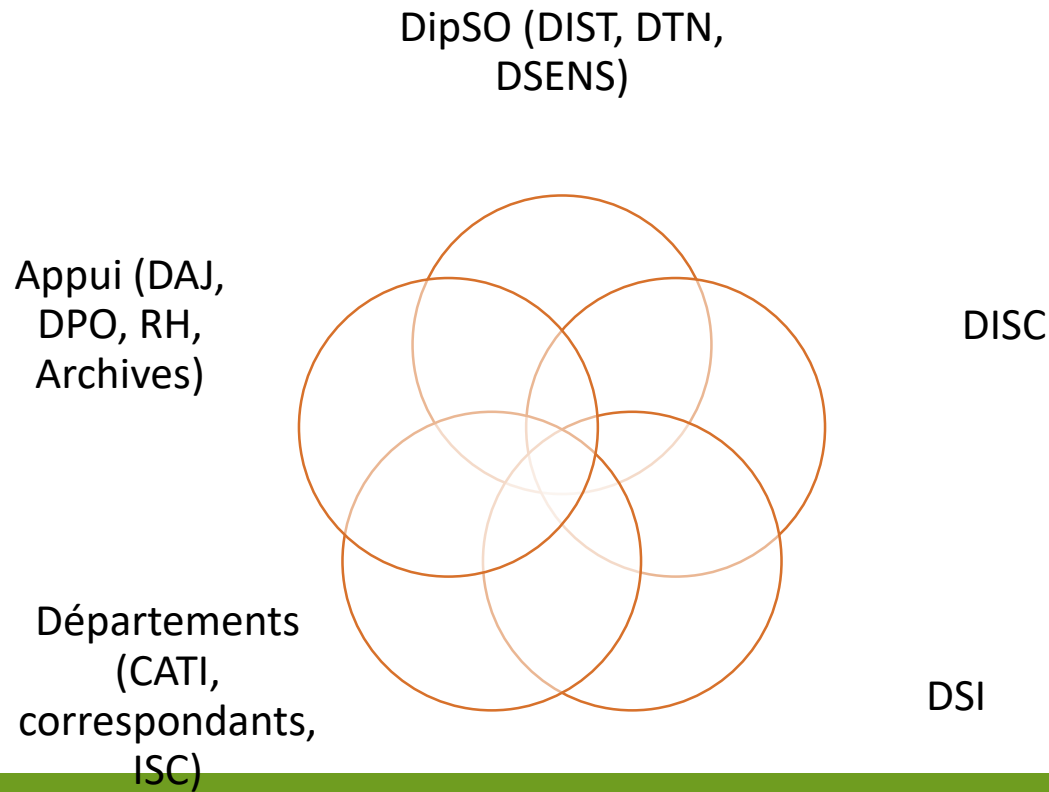 DipSO (DIST, DTN,
DSENS)
Appui (DAJ,
DPO, RH,
Archives)
DISC
Départements
(CATI,
correspondants,
ISC)
DSI